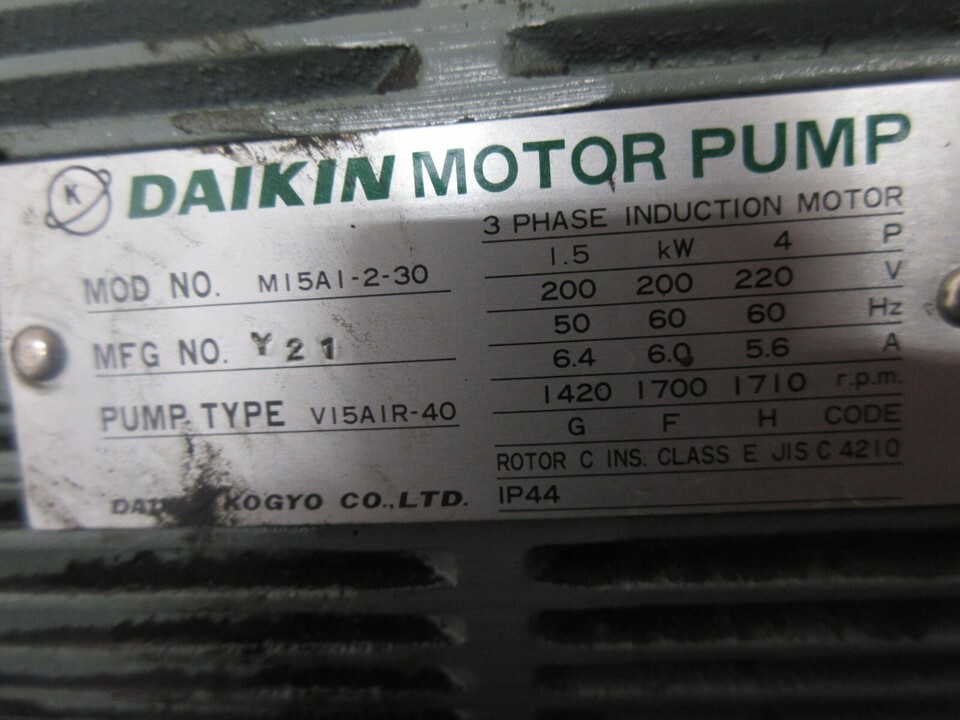 K DAIKIN MOTOR PUMP
MOD NO. M15A1-2-30
MFG NO. Y21
PUMP TYPE V15A1R-40
KOGYO CO.,LTD.
3 PHASE INDUCTION MOTOR
1.5 kW 4 P
200 200 220 V
50 60 60 Hz
6.4 6.0 5.6 A
1420 1700 1710 r.p.m.
G F H CODE
ROTOR C INS. CLASS E JIS C 4210
IP44